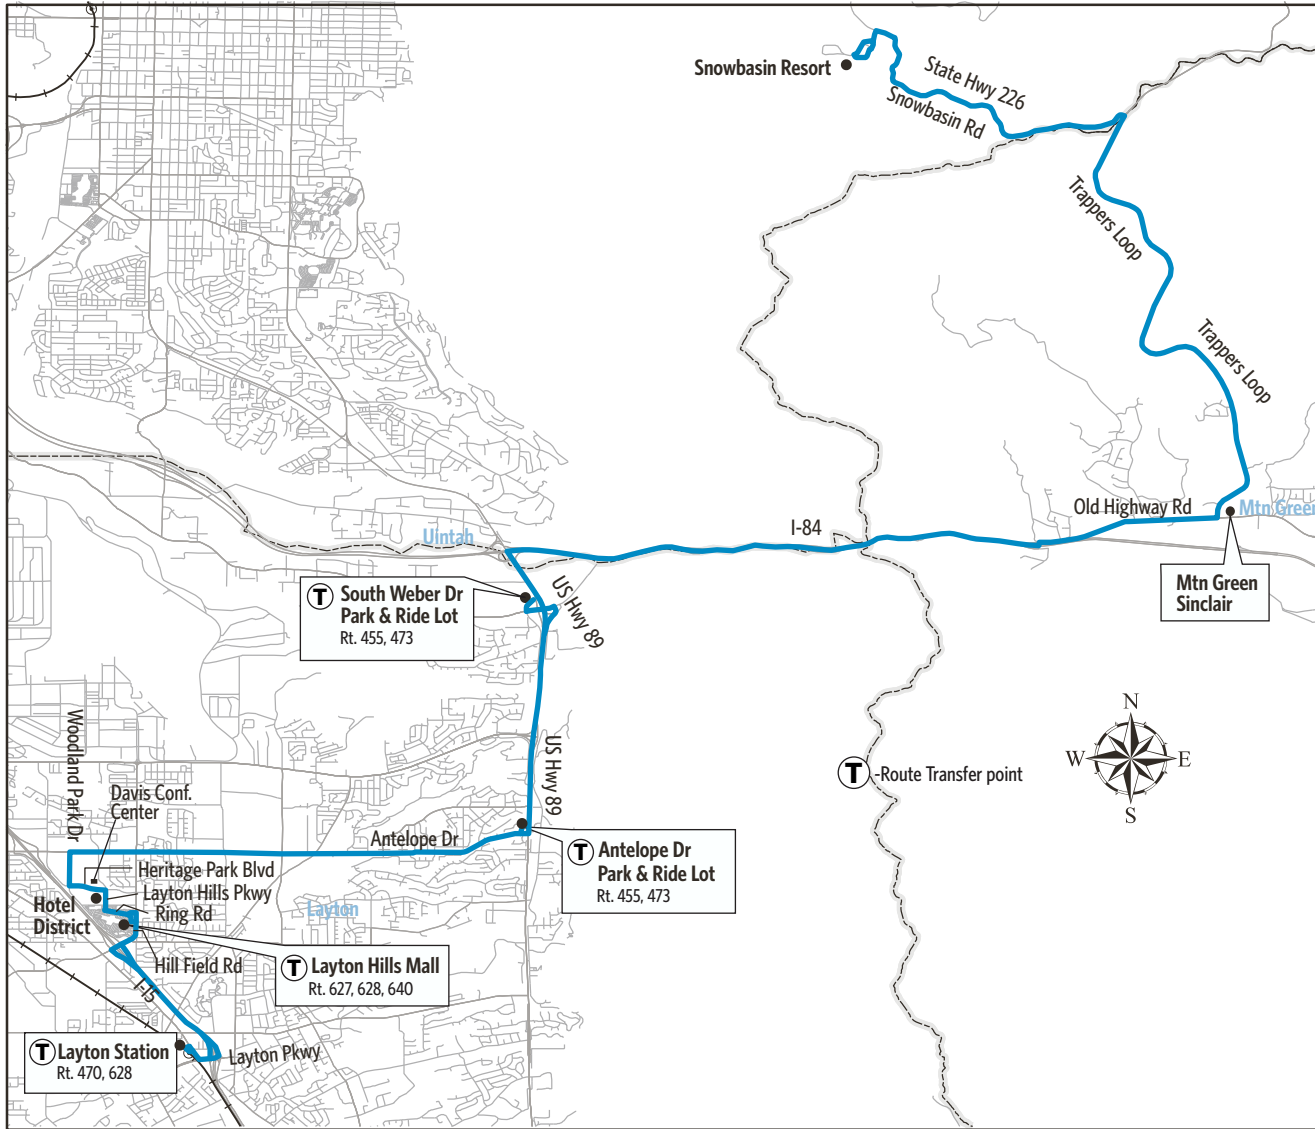 Snowbasin Resort
State Hwy 226
Snowbasin Rd
Trappers Loop
Trappers Loop
Old Highway Rd
Mtn Green
I-84
Uintah
Mtn Green
Sinclair
T South Weber Dr
Park & Ride Lot
Rt. 455, 473
US Hwy 89
N
W E
S
T -Route Transfer point
US Hwy 89
Woodland Park Dr
Davis Conf.
Center
Antelope Dr
T Antelope Dr
Park & Ride Lot
Rt. 455, 473
Heritage Park Blvd
Layton Hills Pkwy
Ring Rd
Hotel
District
Layton
Hill Field Rd
T Layton Hills Mall
Rt. 627, 628, 640
I-15
T Layton Station
Rt. 470, 628
Layton Pkwy